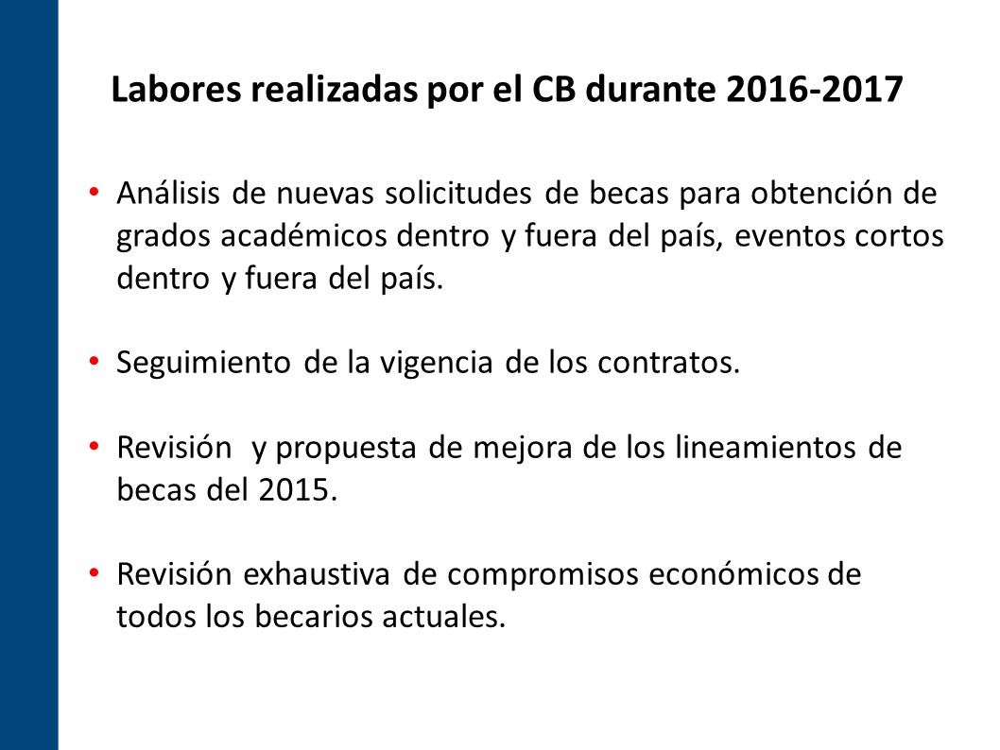 Labores realizadas por el CB durante 2016-2017
• Análisis de nuevas solicitudes de becas para obtención de
grados académicos dentro y fuera del país, eventos cortos
dentro y fuera del país.
• Seguimiento de la vigencia de los contratos.
• Revisión  y propuesta de mejora de los lineamientos de
becas del 2015.
• Revisión exhaustiva de compromisos económicos de
todos los becarios actuales.